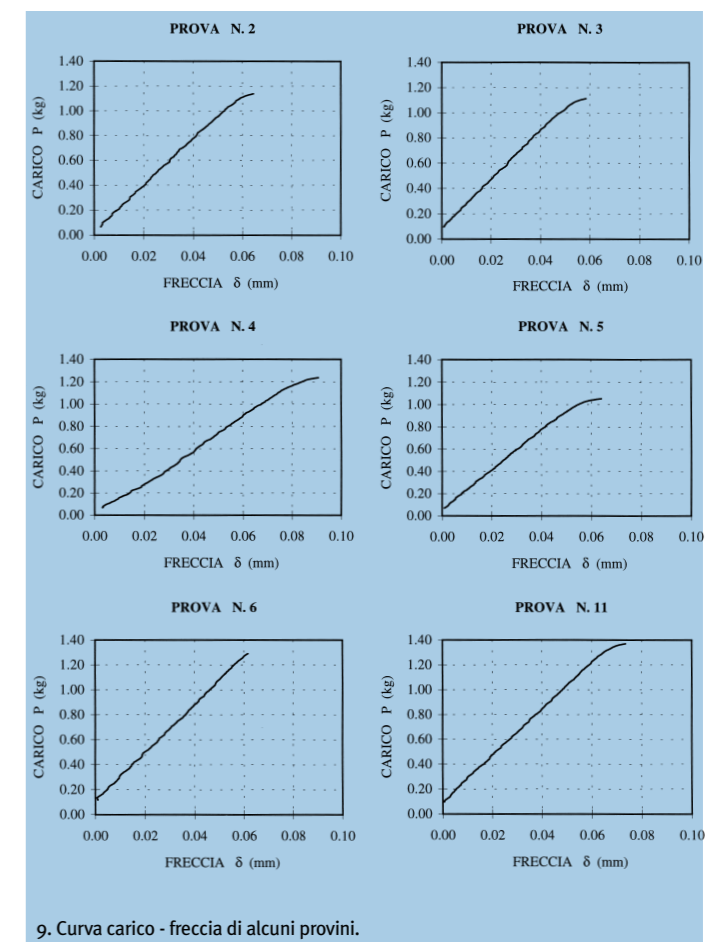 PROVA N. 2
1.40
1.20
1.00
0.80
0.60
0.40
0.20
0.00
CARICO P (kg)
0.00 0.02 0.04 0.06 0.08 0.10
FRECCIA δ (mm)
PROVA N. 3
1.40
1.20
1.00
0.80
0.60
0.40
0.20
0.00
CARICO P (kg)
0.00 0.02 0.04 0.06 0.08 0.10
FRECCIA δ (mm)
PROVA N. 4
1.40
1.20
1.00
0.80
0.60
0.40
0.20
0.00
CARICO P (kg)
0.00 0.02 0.04 0.06 0.08 0.10
FRECCIA δ (mm)
PROVA N. 5
1.40
1.20
1.00
0.80
0.60
0.40
0.20
0.00
CARICO P (kg)
0.00 0.02 0.04 0.06 0.08 0.10
FRECCIA δ (mm)
PROVA N. 6
1.40
1.20
1.00
0.80
0.60
0.40
0.20
0.00
CARICO P (kg)
0.00 0.02 0.04 0.06 0.08 0.10
FRECCIA δ (mm)
PROVA N. 11
1.40
1.20
1.00
0.80
0.60
0.40
0.20
0.00
CARICO P (kg)
0.00 0.02 0.04 0.06 0.08 0.10
FRECCIA δ (mm)
9. Curva carico - freccia di alcuni provini.